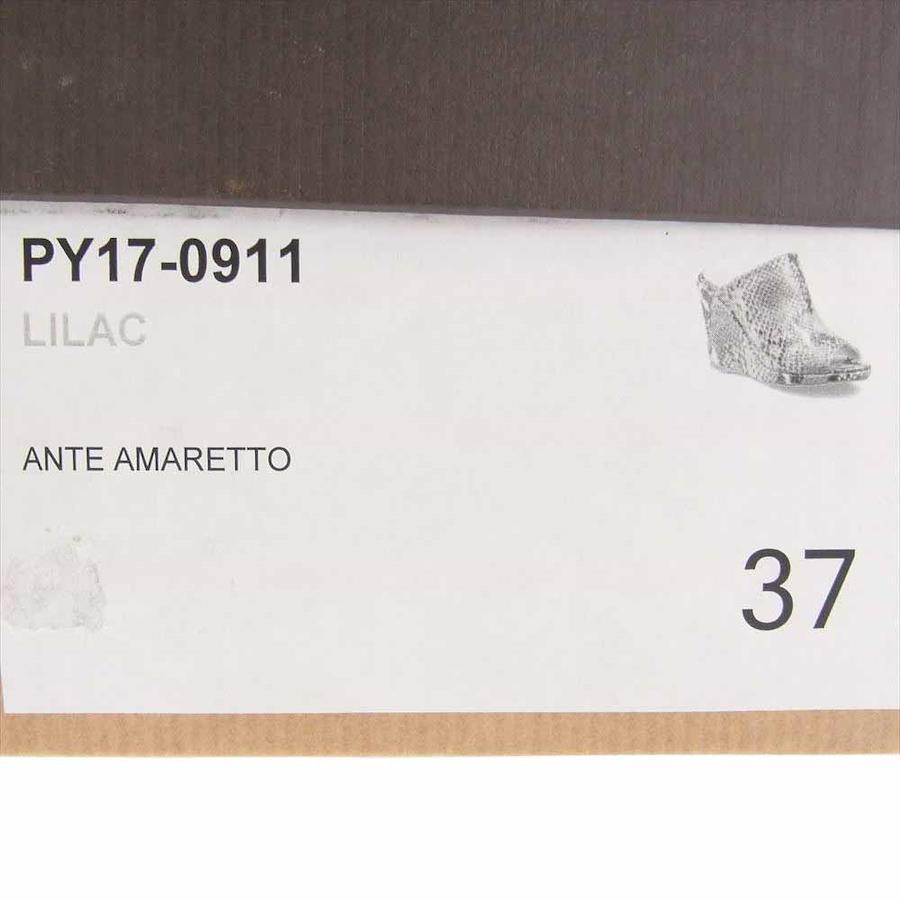 PY17-0911
LILAC
ANTE AMARETTO
37